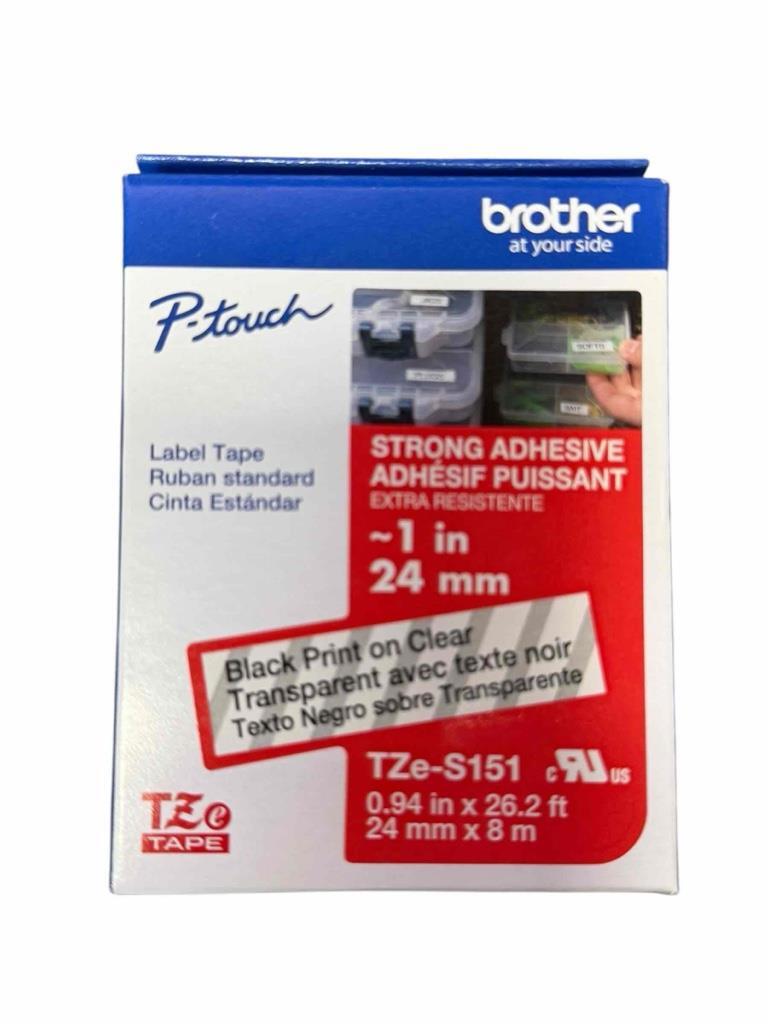 brother
at your side
P-touch
Label Tape
Ruban standard
Cinta Estándar
STRONG ADHESIVE
ADHÉSIF PUISSANT
EXTRA RESISTENTE
~1 in
24 mm
Black Print on Clear
Transparent avec texte noir
Texto Negro sobre Transparente
TZe-S151
c RU US
0.94 in x 26.2 ft
24 mm x 8 m
TZe
TAPE